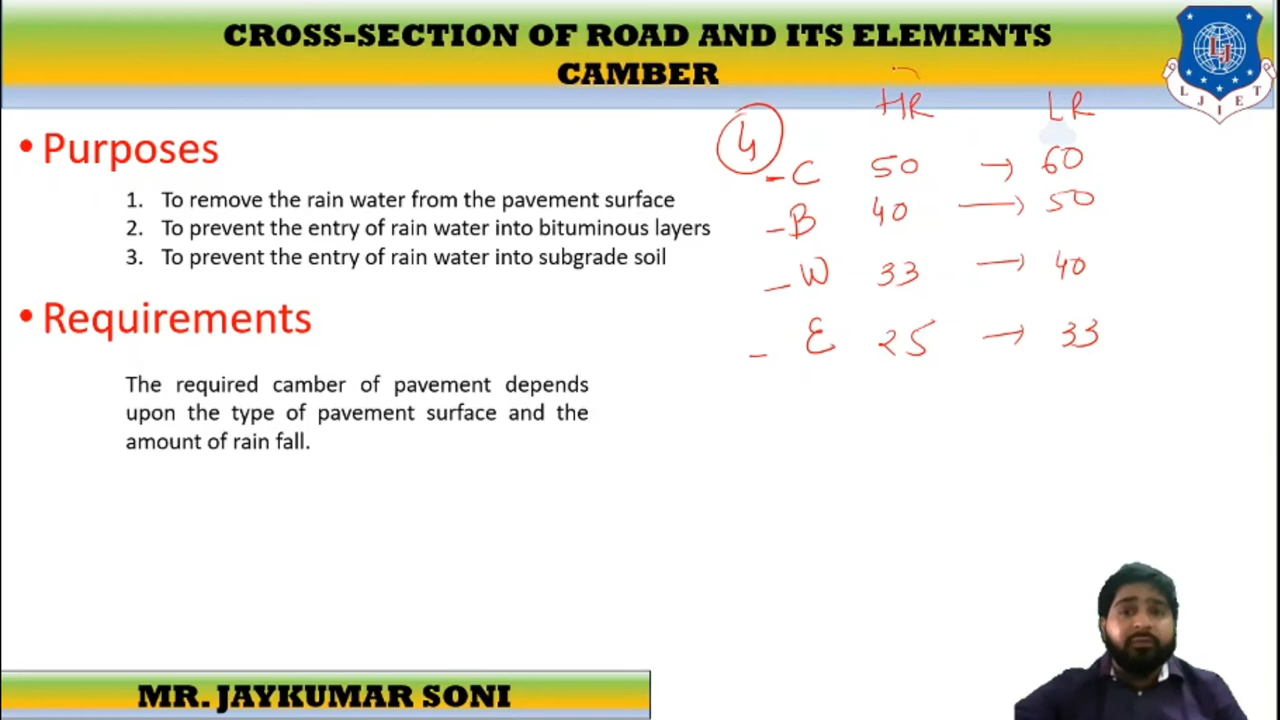 CROSS-SECTION OF ROAD AND ITS ELEMENTS
CAMBER
LJ
LJIET
• Purposes
1. To remove the rain water from the pavement surface
2. To prevent the entry of rain water into bituminous layers
3. To prevent the entry of rain water into subgrade soil
• Requirements
The required camber of pavement depends
upon the type of pavement surface and the
amount of rain fall.
4 HR LR
- C 50 → 60
- B 40 → 50
- W 33 → 40
- E 25 → 33
MR. JAYKUMAR SONI